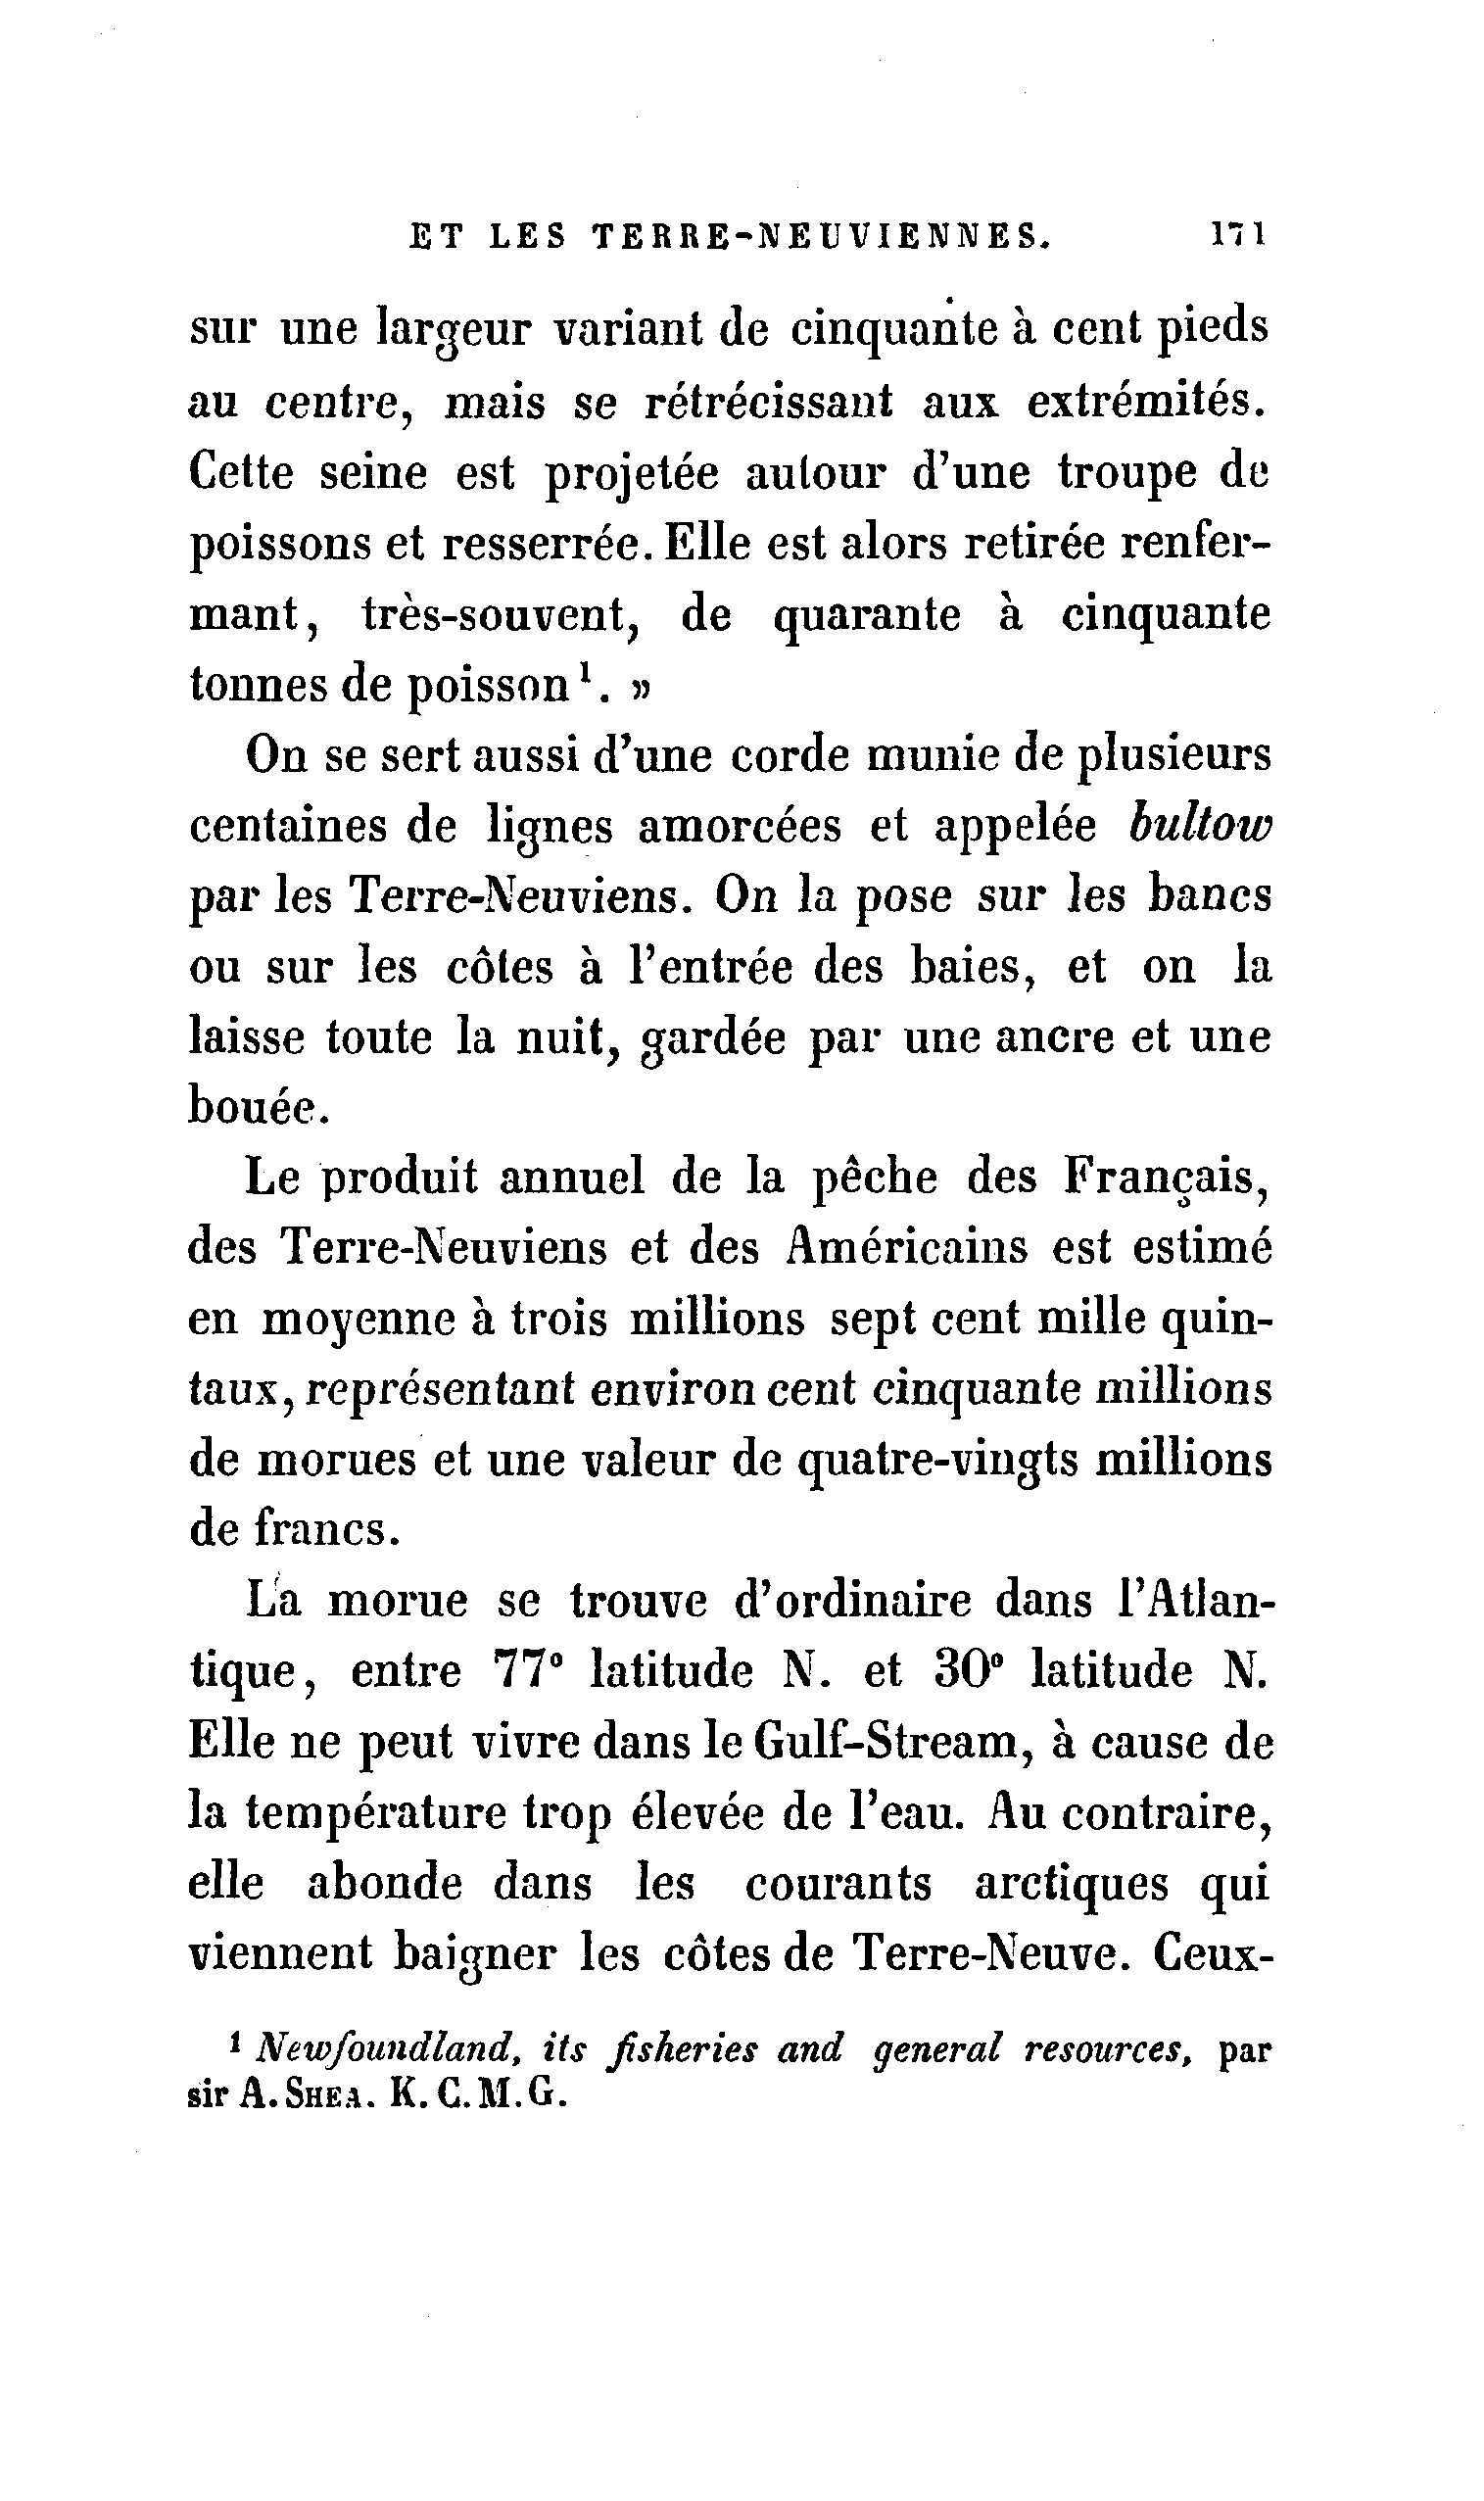 ET LES TERRE-NEUVIENNES. 171
sur une largeur variant de cinquante à cent pieds
au centre, mais se rétrécissant aux extrémités.
Cette seine est projetée autour d'une troupe de
poissons et resserrée. Elle est alors retirée renfer-
mant, très-souvent, de quarante à cinquante
tonnes de poisson¹. »
On se sert aussi d'une corde munie de plusieurs
centaines de lignes amorcées et appelée bultow
par les Terre-Neuviens. On la pose sur les bancs
ou sur les côtes à l'entrée des baies, et on la
laisse toute la nuit, gardée par une ancre et une
bouée.
Le produit annuel de la pêche des Français,
des Terre-Neuviens et des Américains est estimé
en moyenne à trois millions sept cent mille quin-
taux, représentant environ cent cinquante millions
de morues et une valeur de quatre-vingts millions
de francs.
La morue se trouve d'ordinaire dans l'Atlan-
tique, entre 77° latitude N. et 30° latitude N.
Elle ne peut vivre dans le Gulf-Stream, à cause de
la température trop élevée de l'eau. Au contraire,
elle abonde dans les courants arctiques qui
viennent baigner les côtes de Terre-Neuve. Ceux-
¹ Newfoundland, its fisheries and general resources, par
sir A. SHEA. K. C. M. G.